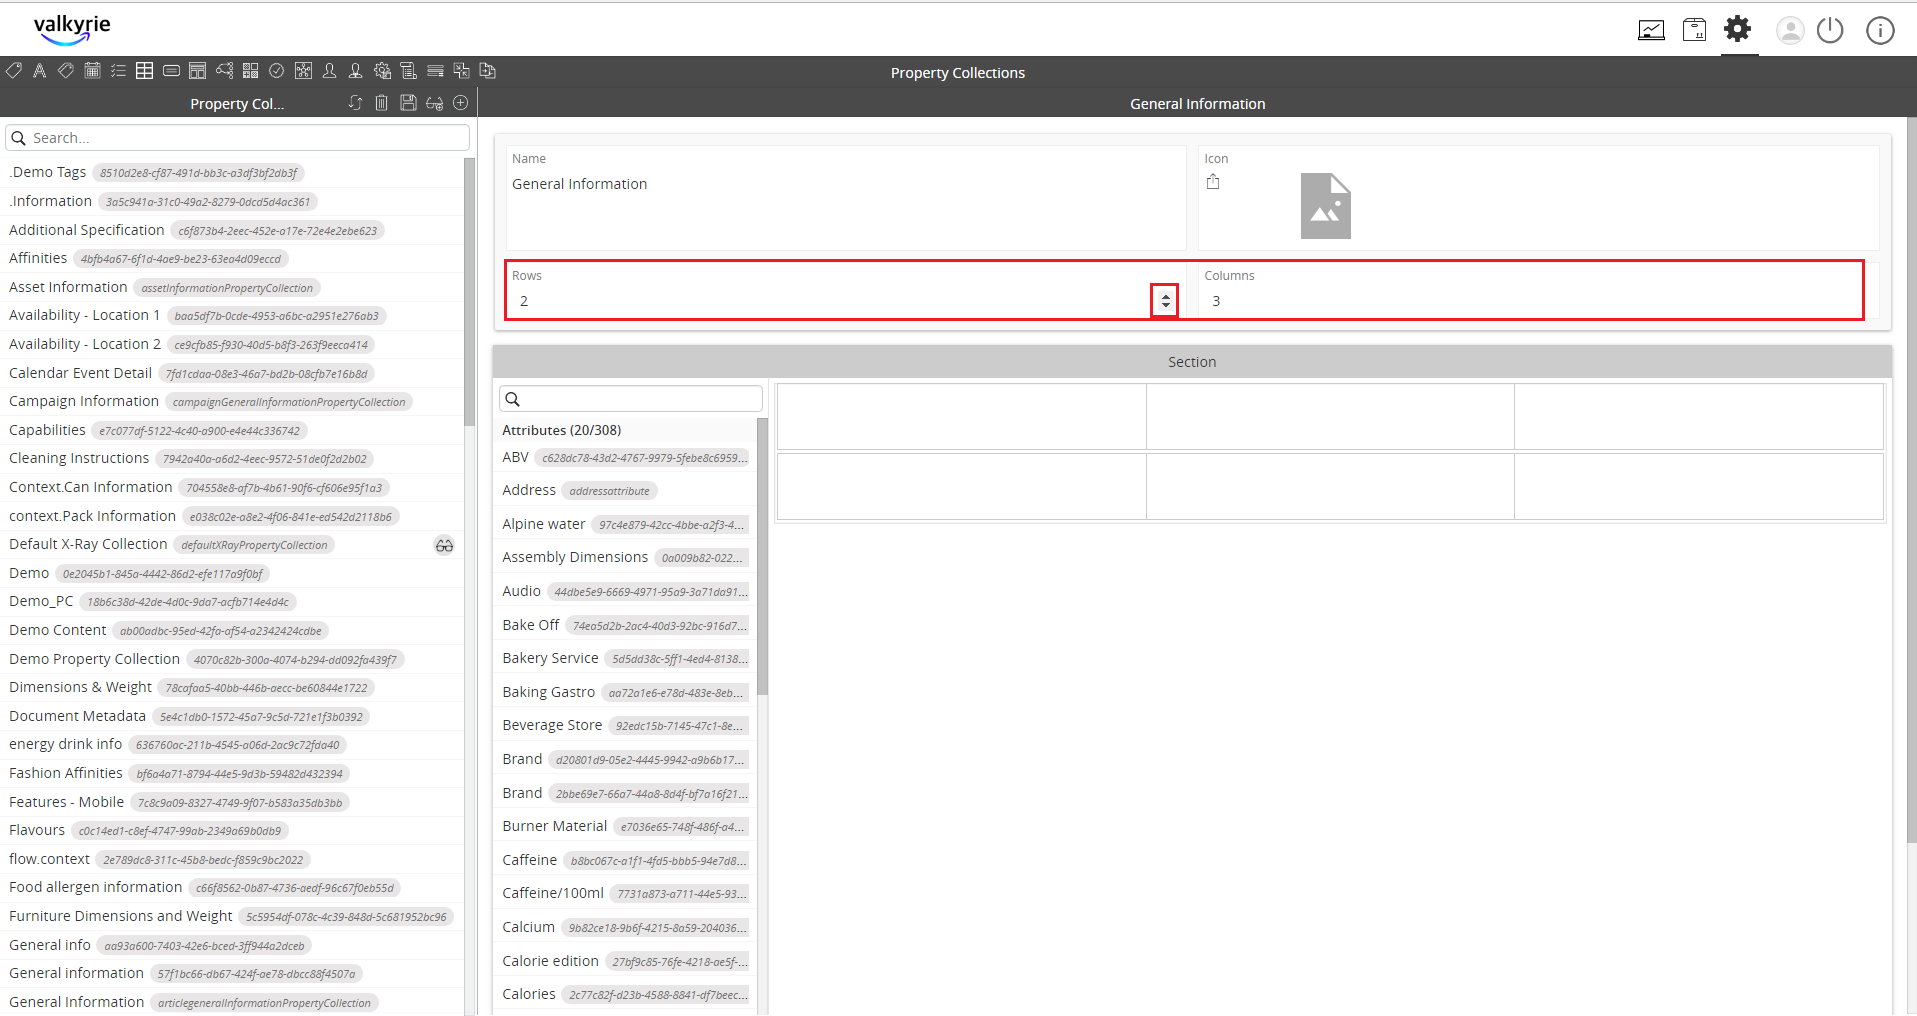 valkyrie
Property Collections
Property Col...
General Information
Search...
.Demo Tags 8510d2e8-cf87-491d-bb3c-a3df3bf2db3f
.Information 3a5c941a-31c0-49a2-8279-0dcd5d4ac361
Additional Specification c6f873b4-2eec-452e-a17e-72e4e2ebe623
Affinities 4bfb4a67-6f1d-4ae9-be23-63ea4d09eccd
Asset Information assetInformationPropertyCollection
Availability - Location 1 baa5df7b-0cde-4953-a6bc-a2951e276ab3
Availability - Location 2 ce9cfb85-f930-40d5-b8f3-263f9eeca414
Calendar Event Detail 7fd1cdaa-08e3-46a7-bd2b-08cfb7e16b8d
Campaign Information campaignGeneralInformationPropertyCollection
Capabilities e7c077df-5122-4c40-a900-e4e44c336742
Cleaning Instructions 7942a40a-a6d2-4eec-9572-51de0f2d2b02
Context.Can Information 704558e8-af7b-4b61-90f6-cf606e95f1a3
context.Pack Information e038c02e-a8e2-4f06-841e-ed542d2118b6
Default X-Ray Collection defaultXRayPropertyCollection
Demo 0e2045b1-845a-4442-86d2-efe117a9f0bf
Demo_PC 18b6c38d-42de-4d0c-9da7-acfb714e4d4c
Demo Content ab00adbc-95ed-42fa-af54-a2342424cdbe
Demo Property Collection 4070c82b-300a-4074-b294-dd092fa439f7
Dimensions & Weight 78cafaa5-40bb-446b-aecc-be60844e1722
Document Metadata 5e4c1db0-1572-45a7-9c5d-721e1f3b0392
energy drink info 636760ac-211b-4545-a06d-2ac9c72fda40
Fashion Affinities bf6a4a71-8794-44e5-9d3b-59482d432394
Features - Mobile 7c8c9a09-8327-4749-9f07-b583a35db3bb
Flavours c0c14ed1-c8ef-4747-99ab-2349a69b0db9
flow.context 2e789dc8-311c-45b8-bedc-f859c9bc2022
Food allergen information c66f8562-0b87-4736-aedf-96c67f0eb55d
Furniture Dimensions and Weight 5c5954df-078c-4c39-848d-5c681952bc96
General info aa93a600-7403-42e6-bced-3ff944a2dceb
General information 57f1bc66-db67-424f-ae78-dbcc88f4507a
General Information articlegeneralInformationPropertyCollection
Name
General Information
Icon
Rows
2
Columns
3
Section
Attributes (20/308)
ABV c628dc78-43d2-4767-9979-5febe8c6959...
Address addressattribute
Alpine water 97c4e879-42cc-4bbe-a2f3-4...
Assembly Dimensions 0a009b82-022...
Audio 44dbe5e9-6669-4971-95a9-3a71da91...
Bake Off 74ea5d2b-2ac4-40d3-92bc-916d7...
Bakery Service 5d5dd38c-5ff1-4ed4-8138...
Baking Gastro aa72a1e6-e78d-483e-8eb...
Beverage Store 92edc15b-7145-47c1-8e...
Brand d20801d9-05e2-4445-9942-a9b6b17...
Brand 2bbe69e7-66a7-44a8-8d4f-bf7a16f21...
Burner Material e7036e65-748f-486f-a4...
Caffeine b8bc067c-a1f1-4fd5-bbb5-94e7d8...
Caffeine/100ml 7731a873-a711-44e5-93...
Calcium 9b82ce18-9b6f-4215-8a59-204036...
Calorie edition 27bf9c85-76fe-4218-ae5f-...
Calories 2c77c82f-d23b-4588-8841-df7beec...